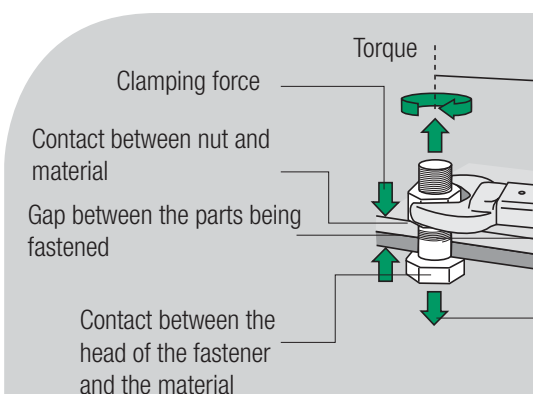 Torque
Clamping force
Contact between nut and
material
Gap between the parts being
fastened
Contact between the
head of the fastener
and the material